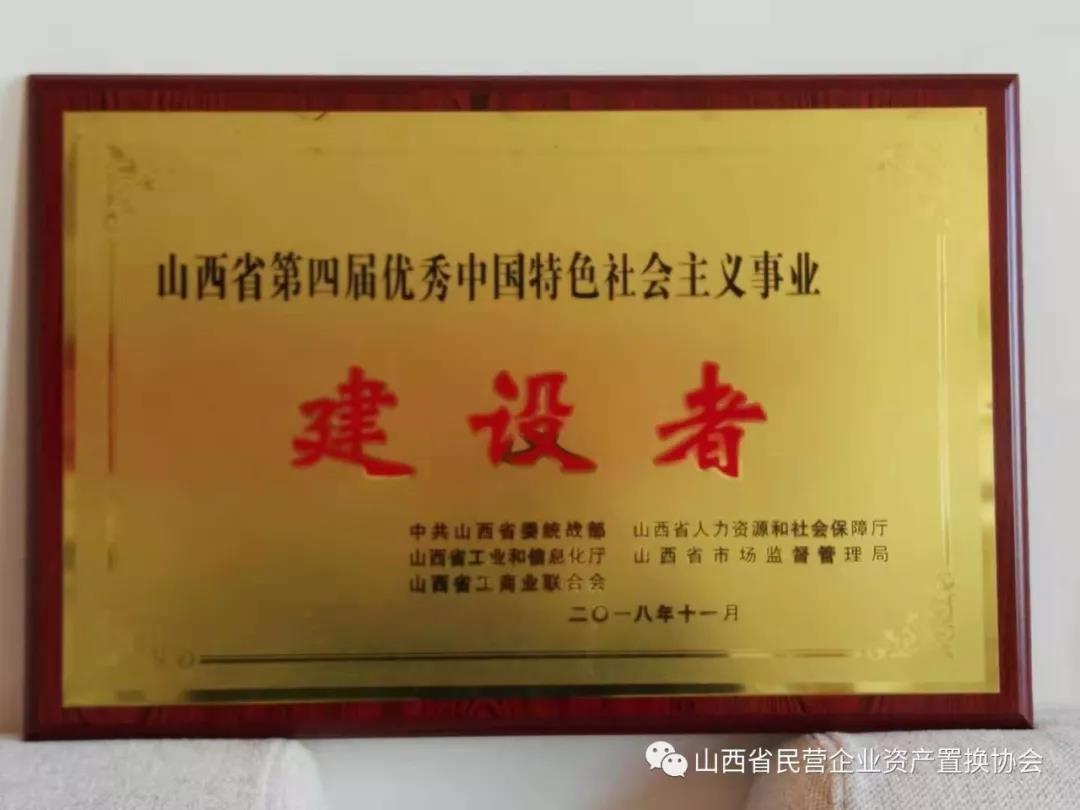 山西省第四届优秀中国特色社会主义事业
建设者
中共山西省委統战部 山西省人力资源和社会保障厅
山西省工业和信息化厅 山西省市场监督管理局
山西省工商业联合会
二〇一八年十一月
山西省民营企业资产置换协会